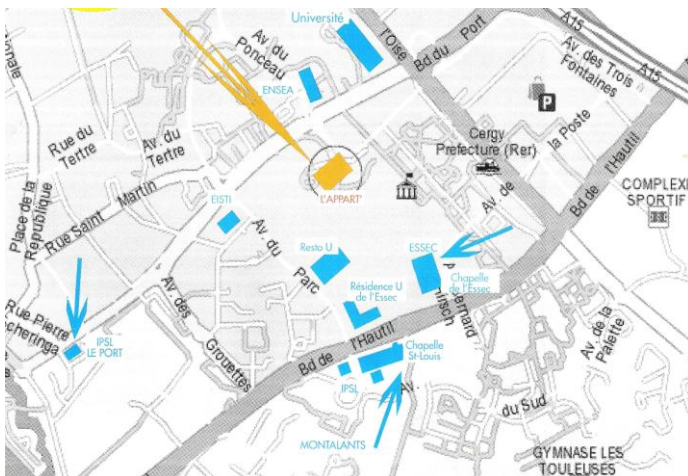 Université
l'Oise
Bd du
Port
A15
A15
Av. du
Ponceau
Av. des Trois
Fontaines
ENSEA
P
Rue du
Tertre
Av. du
Tertre
Cergy
Prefecture (Rer)
la Poste
Bd de
l'Hautil
Av. de
Martin
L'APPART'
COMPLEXE
SPORTIF
Place de la
République
Rue Saint
EISTI
Av. du
Parc
Resto U
ESSEC
Résidence U
de l'Essec
Chapelle
de l'Essec
Bernard
Hirsch
Rue Pierre
IPSL
LE PORT
Av. des
Grouettes
Bd de
l'Hautil
Chapelle
St-Louis
Av. de la
Palette
IPSL
Av.
du Sud
MONTALANTS
GYMNASE LES
TOULEUSES